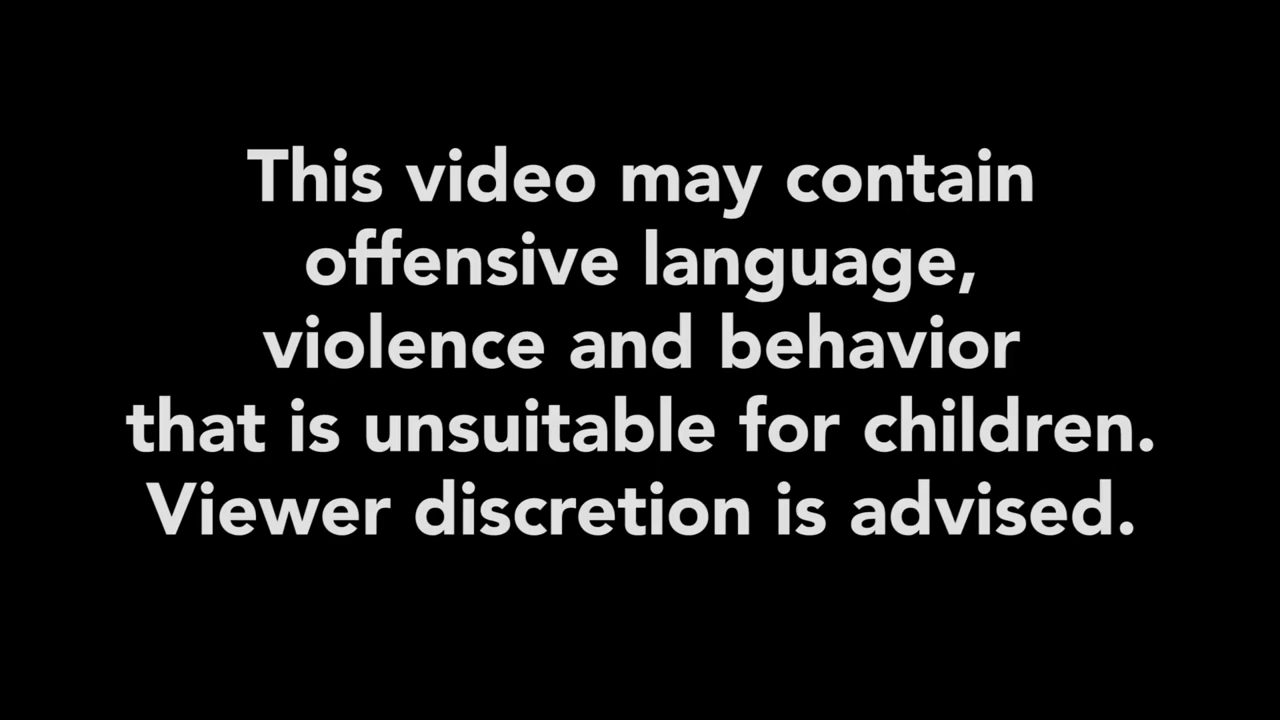 This video may contain
offensive language,
violence and behavior
that is unsuitable for children.
Viewer discretion is advised.